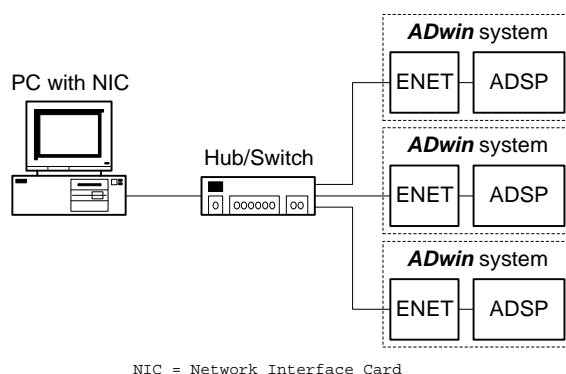 ADwin system
ENET
ADSP
PC with NIC
Hub/Switch
ADwin system
ENET
ADSP
ADwin system
ENET
ADSP
NIC = Network Interface Card